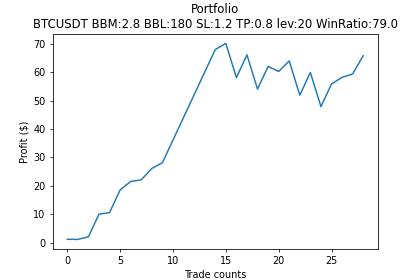 Portfolio
BTCUSDT BBM:2.8 BBL:180 SL:1.2 TP:0.8 lev:20 WinRatio:79.0
70
60
50
40
30
20
10
0
Profit ($)
0 5 10 15 20 25
Trade counts